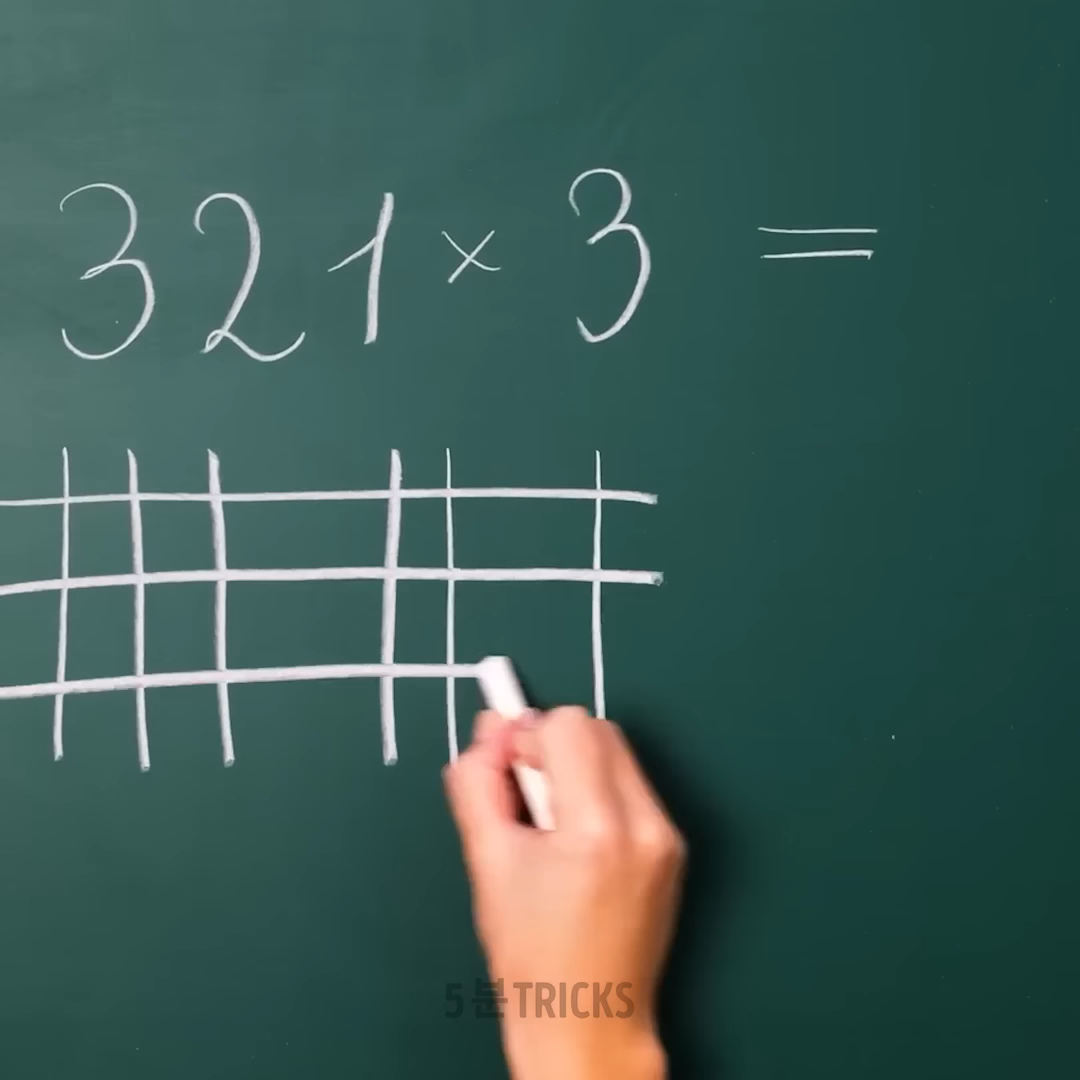 321 × 3 =
5분 TRICKS